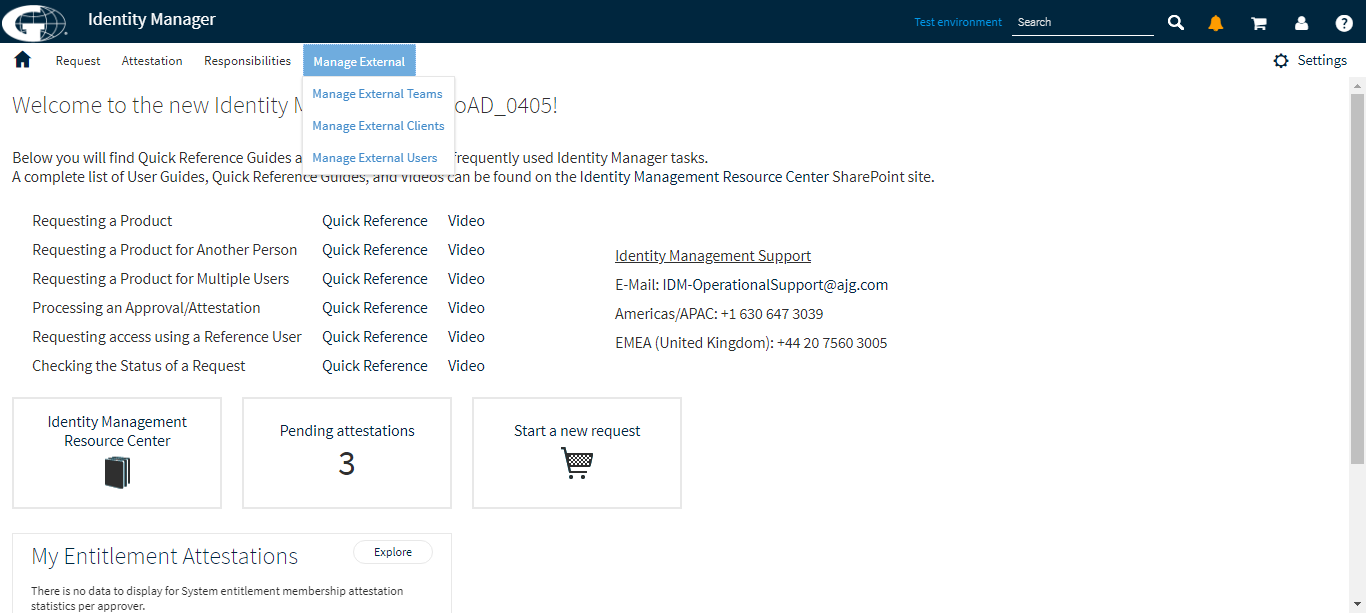 Identity Manager
Test environment
Search
Request Attestation Responsibilities Manage External
Settings
Manage External Teams
Manage External Clients
Manage External Users
Welcome to the new Identity oAD_0405!
Below you will find Quick Reference Guides frequently used Identity Manager tasks.
A complete list of User Guides, Quick Reference Guides, and Videos can be found on the Identity Management Resource Center SharePoint site.
Requesting a Product Quick Reference Video
Requesting a Product for Another Person Quick Reference Video
Requesting a Product for Multiple Users Quick Reference Video
Processing an Approval/Attestation Quick Reference Video
Requesting access using a Reference User Quick Reference Video
Checking the Status of a Request Quick Reference Video
Identity Management Support
E-Mail: IDM-OperationalSupport@ajg.com
Americas/APAC: +1 630 647 3039
EMEA (United Kingdom): +44 20 7560 3005
Identity Management
Resource Center
Pending attestations
3
Start a new request
My Entitlement Attestations
Explore
There is no data to display for System entitlement membership attestation
statistics per approver.